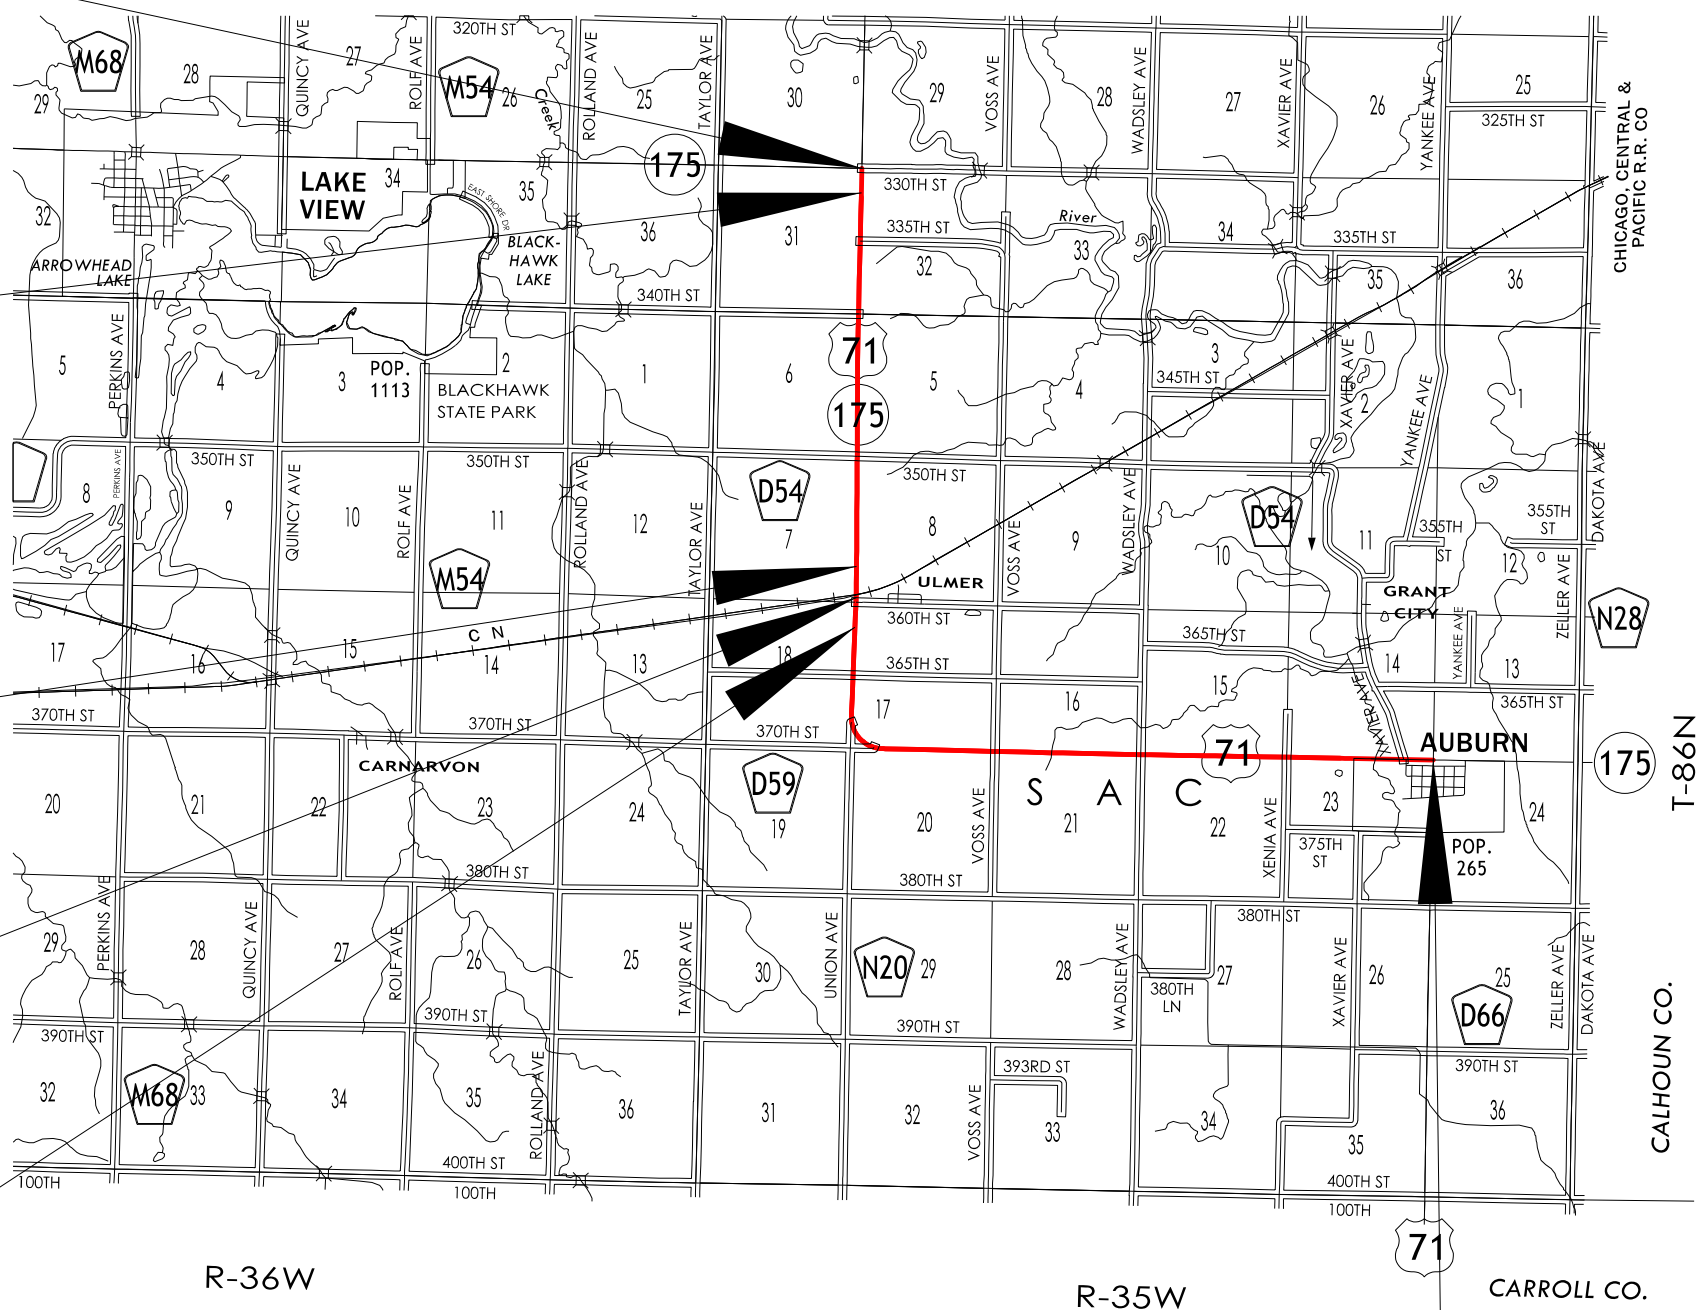 320TH ST
M68
28
27
QUINCY AVE
ROLF AVE
M54
26
Creek
ROLLAND AVE
25
TAYLOR AVE
30
29
VOSS AVE
28
WADSLEY AVE
27
XAVIER AVE
26
YANKEE AVE
25
325TH ST
CHICAGO, CENTRAL &
PACIFIC R.R. CO
29
175
LAKE
VIEW
34
35
EAST SHORE DR
330TH ST
32
36
31
335TH ST
River
33
34
335TH ST
ARROWHEAD
LAKE
BLACK-
HAWK
LAKE
32
35
36
340TH ST
PERKINS AVE
71
5
4
3
POP.
1113
2
1
6
5
4
3
345TH ST
XAVIER AVE
2
YANKEE AVE
1
BLACKHAWK
STATE PARK
175
350TH ST
350TH ST
350TH ST
PERKINS AVE
8
9
QUINCY AVE
10
ROLF AVE
11
ROLLAND AVE
12
TAYLOR AVE
D54
7
8
VOSS AVE
9
WADSLEY AVE
10
D54
11
355TH
ST
355TH
ST
DAKOTA AVE
12
ZELLER AVE
M54
ULMER
GRANT
CITY
N28
360TH ST
C N
365TH ST
YANKEE AVE
17
16
15
14
13
18
365TH ST
15
14
13
365TH ST
17
16
XAVIER AVE
370TH ST
370TH ST
370TH ST
71
AUBURN
175
T-86N
CARNARVON
D59
S A C
20
21
22
23
24
19
20
VOSS AVE
21
22
XENIA AVE
23
24
375TH
ST
POP.
265
380TH ST
380TH ST
380TH ST
PERKINS AVE
29
28
QUINCY AVE
27
ROLF AVE
26
25
TAYLOR AVE
30
UNION AVE
N20
29
28
WADSLEY AVE
27
380TH
LN
XAVIER AVE
26
25
D66
ZELLER AVE
DAKOTA AVE
CALHOUN CO.
390TH ST
390TH ST
390TH ST
390TH ST
393RD ST
32
M68
33
34
35
ROLLAND AVE
36
31
32
VOSS AVE
33
34
35
36
400TH ST
400TH ST
100TH
100TH
100TH
71
R-36W
R-35W
CARROLL CO.